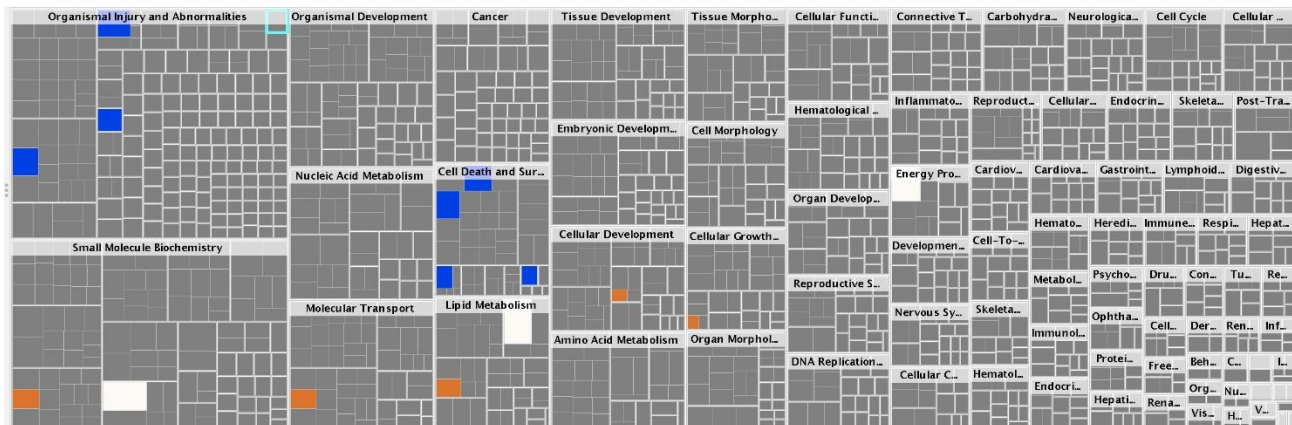 Organismal Injury and Abnormalities
Organismal Development
Cancer
Tissue Development
Tissue Morpho...
Cellular Functi...
Connective T...
Carbohydra...
Neurologica...
Cell Cycle
Cellular ...
Inflammato...
Reproduct...
Cellular...
Endocrin...
Skeleta...
Post-Tra...
Hematological ...
Embryonic Developm...
Cell Morphology
Nucleic Acid Metabolism
Cell Death and Sur...
Energy Pro...
Cardiov...
Cardiova...
Gastroint...
Lymphoid...
Digestiv...
Organ Develop...
Hemato...
Heredi...
Immune...
Respi...
Hepat...
Small Molecule Biochemistry
Cellular Development
Cellular Growth...
Developmen...
Cell-To-...
Metabol...
Psycho...
Dru...
Con...
Tu...
Re...
Reproductive S...
Molecular Transport
Lipid Metabolism
Nervous Sy...
Skeleta...
Ophtha...
Cell...
Der...
Ren...
Inf...
Immunol...
Amino Acid Metabolism
Organ Morphol...
DNA Replication...
Protei...
Free...
Beh...
C...
I...
Cellular C...
Hematol...
Endocri...
Hepati...
Rena...
Org...
Nu...
Vis...
H...
V...